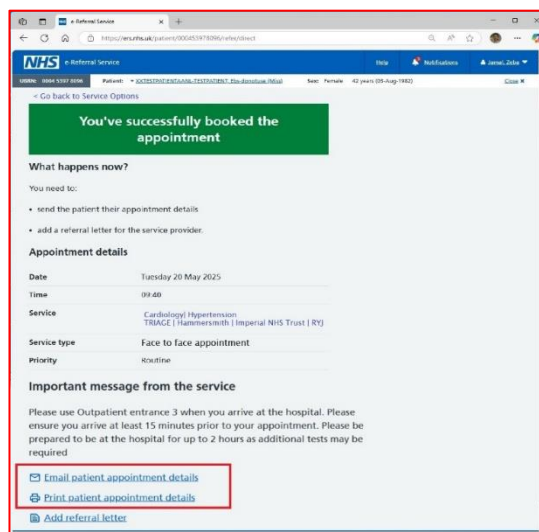 e-Referral Service
https://ers.nhs.uk/patient/000455978096/refer/direct
NHS e-Referral Service Help Notifications Jamal, Zeba
UBRN: 0004 5597 8096 Patient: Sex: Female 42 years (05-Aug-1982) Close X
< Go back to Service Options
You've successfully booked the
appointment
What happens now?
You need to:
• send the patient their appointment details
• add a referral letter for the service provider.
Appointment details
Date Tuesday 20 May 2025
Time 09:40
Service Cardiology| Hypertension
TRIAGE | Hammersmith | Imperial NHS Trust | RYJ
Service type Face to face appointment
Priority Routine
Important message from the service
Please use Outpatient entrance 3 when you arrive at the hospital. Please
ensure you arrive at least 15 minutes prior to your appointment. Please be
prepared to be at the hospital for up to 2 hours as additional tests may be
required
Email patient appointment details
Print patient appointment details
Add referral letter